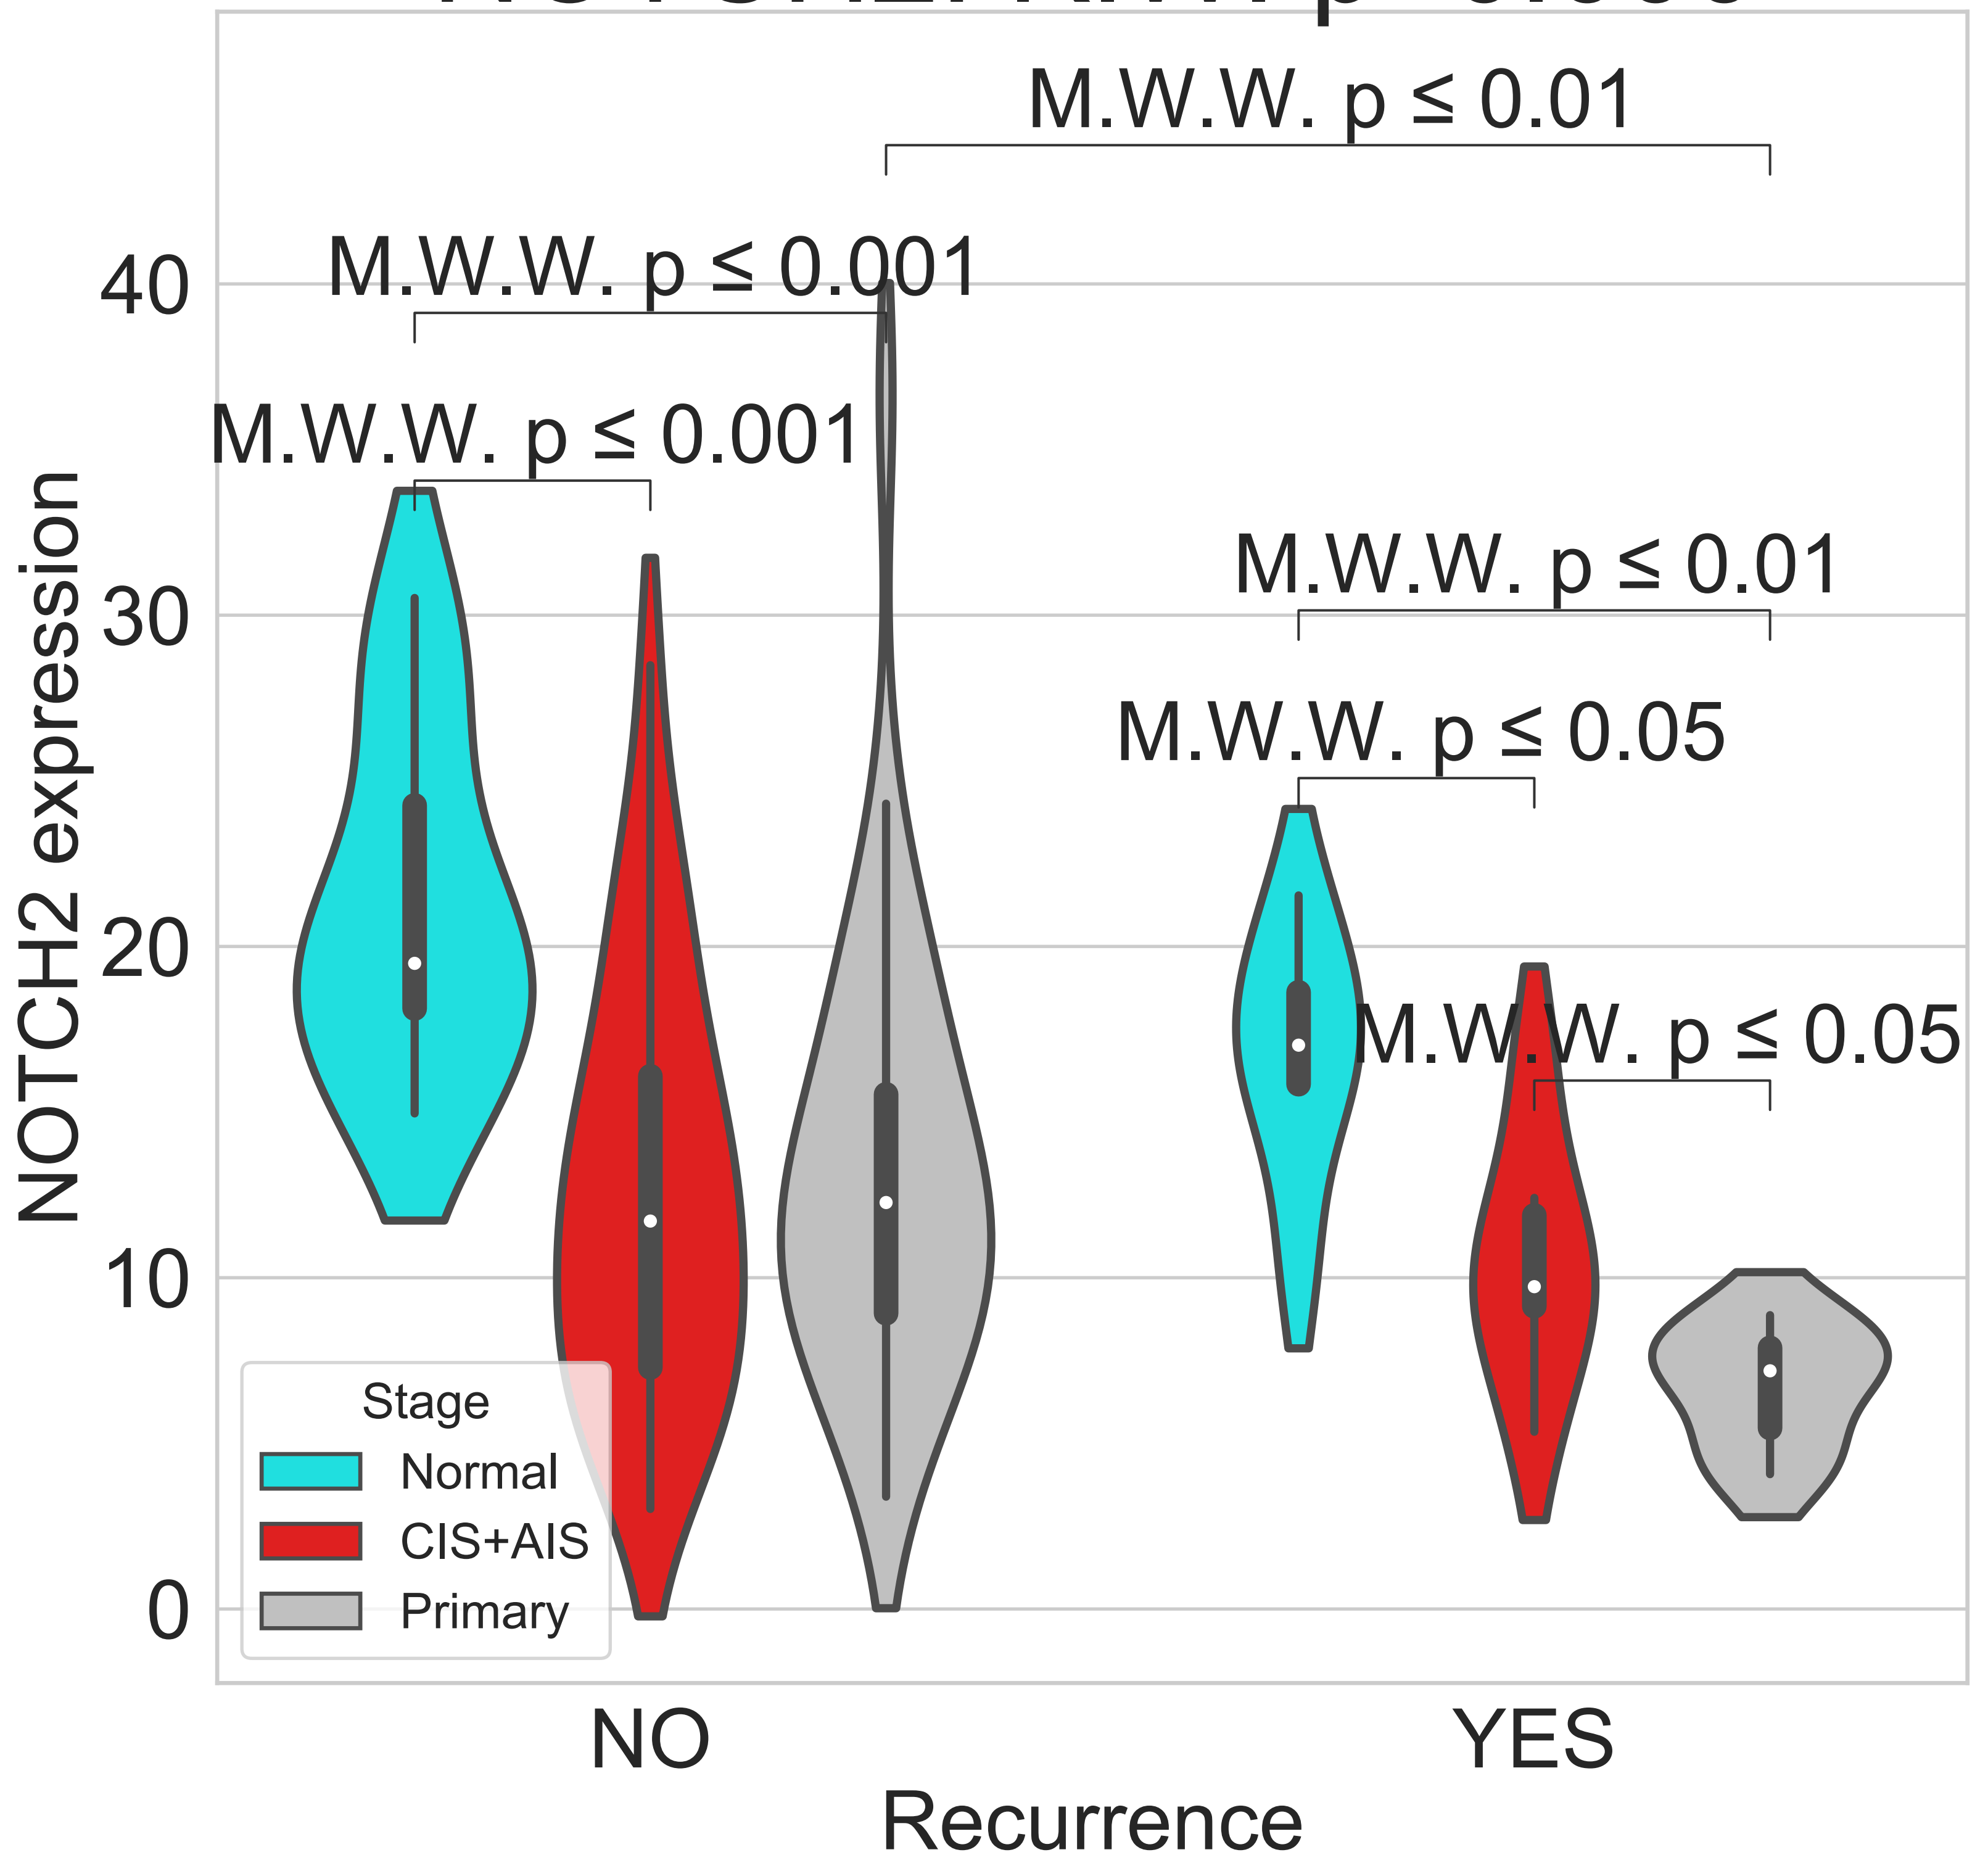 M.W.W. p ≤ 0.01
M.W.W. p ≤ 0.001
M.W.W. p ≤ 0.001
M.W.W. p ≤ 0.01
M.W.W. p ≤ 0.05
M.W.W. p ≤ 0.05
NOTCH2 expression
40
30
20
10
0
Stage
Normal
CIS+AIS
Primary
NO
YES
Recurrence